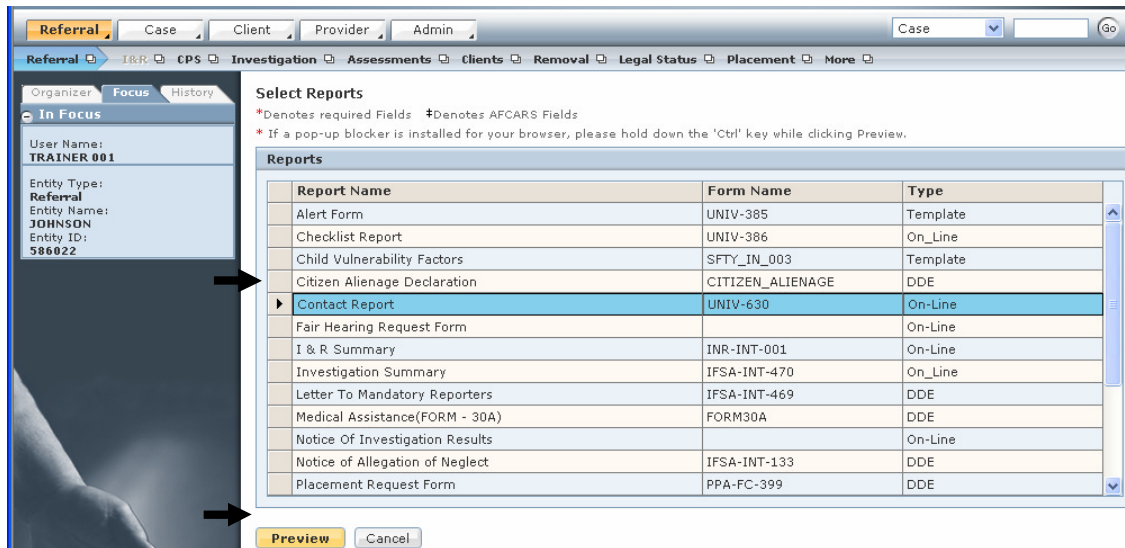 Referral Case Client Provider Admin Case Go
Referral I&R CPS Investigation Assessments Clients Removal Legal Status Placement More
Organizer Focus History
In Focus
User Name:
TRAINER 001
Entity Type:
Referral
Entity Name:
JOHNSON
Entity ID:
586022
Select Reports
*Denotes required Fields ‡Denotes AFCARS Fields
* If a pop-up blocker is installed for your browser, please hold down the 'Ctrl' key while clicking Preview.
Reports
Report Name Form Name Type
Alert Form UNIV-385 Template
Checklist Report UNIV-386 On_Line
Child Vulnerability Factors SFTY_IN_003 Template
Citizen Alienage Declaration CITIZEN_ALIENAGE DDE
Contact Report UNIV-630 On-Line
Fair Hearing Request Form On-Line
I & R Summary INR-INT-001 On-Line
Investigation Summary IFSA-INT-470 On_Line
Letter To Mandatory Reporters IFSA-INT-469 DDE
Medical Assistance(FORM - 30A) FORM30A DDE
Notice Of Investigation Results On-Line
Notice of Allegation of Neglect IFSA-INT-133 DDE
Placement Request Form PPA-FC-399 DDE
Preview Cancel